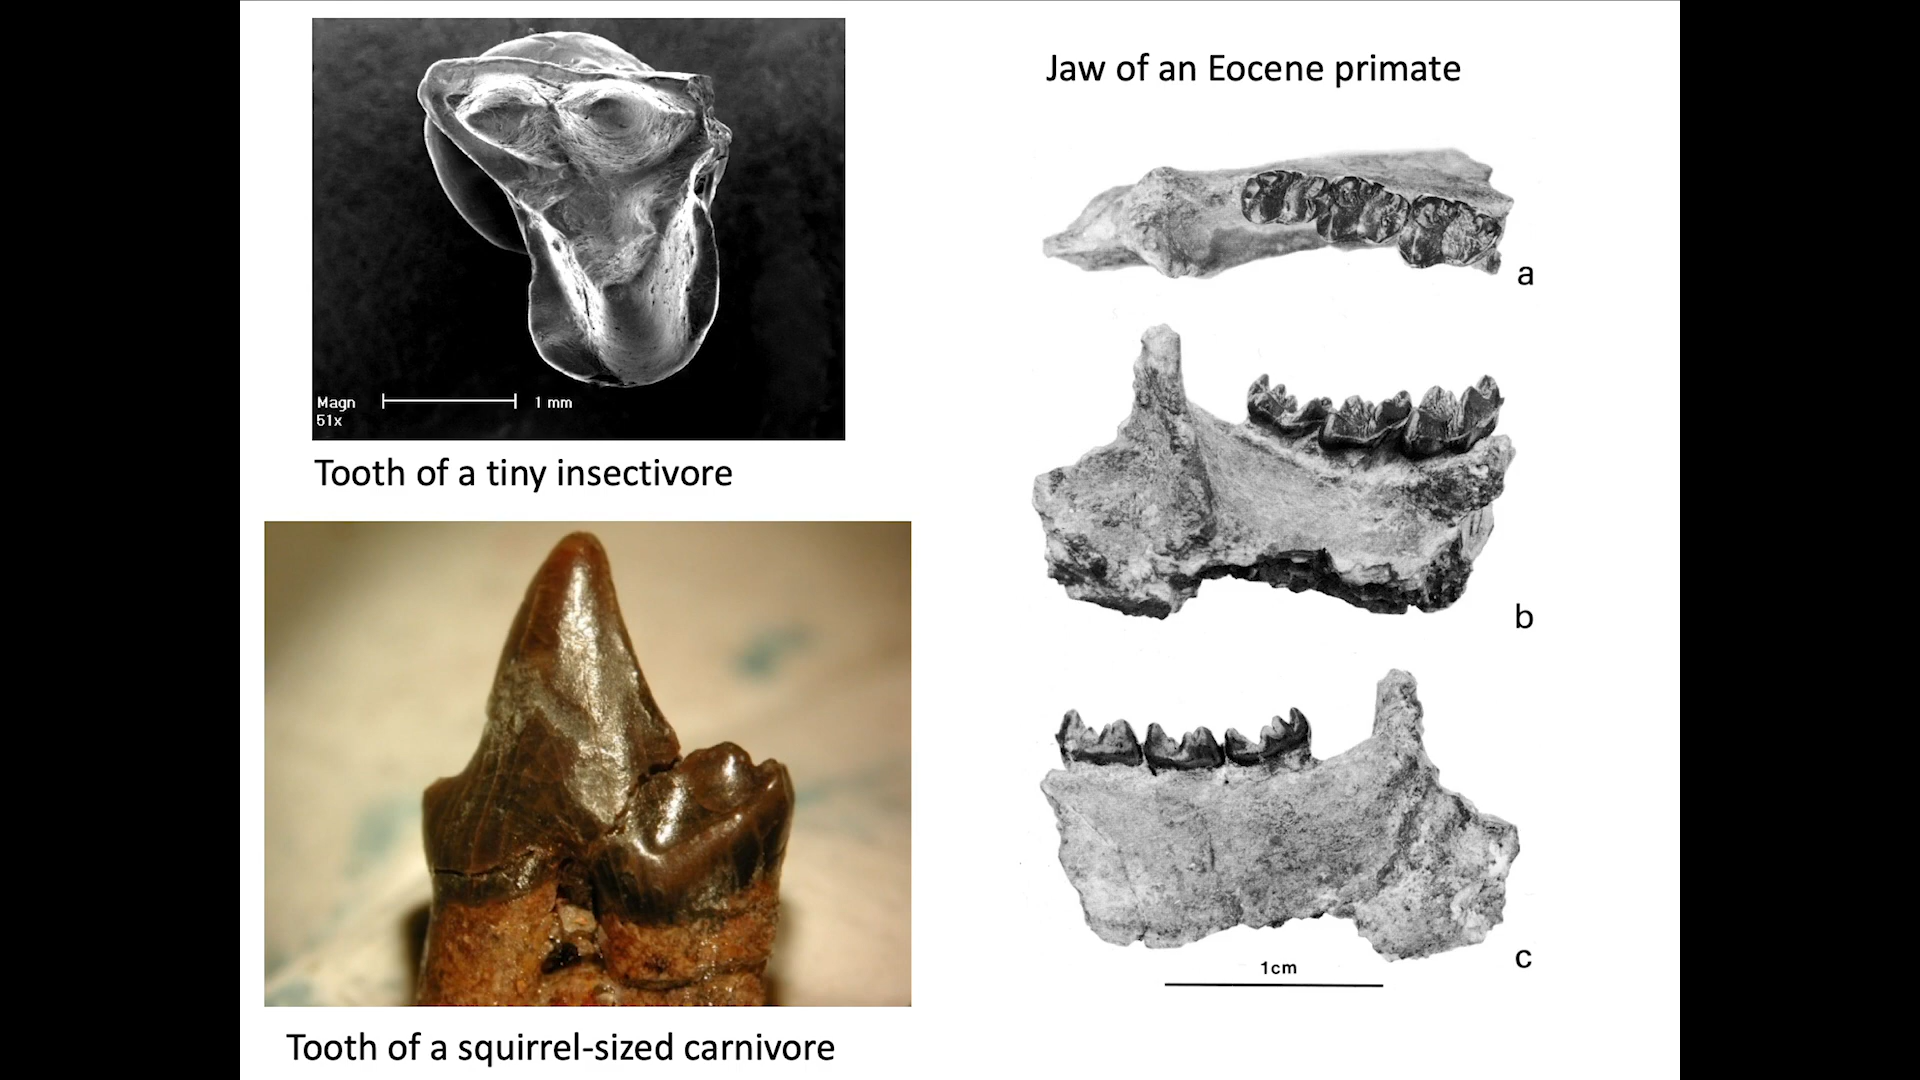 Magn
51x
1 mm
Tooth of a tiny insectivore
Tooth of a squirrel-sized carnivore
Jaw of an Eocene primate
a
b
c
1cm